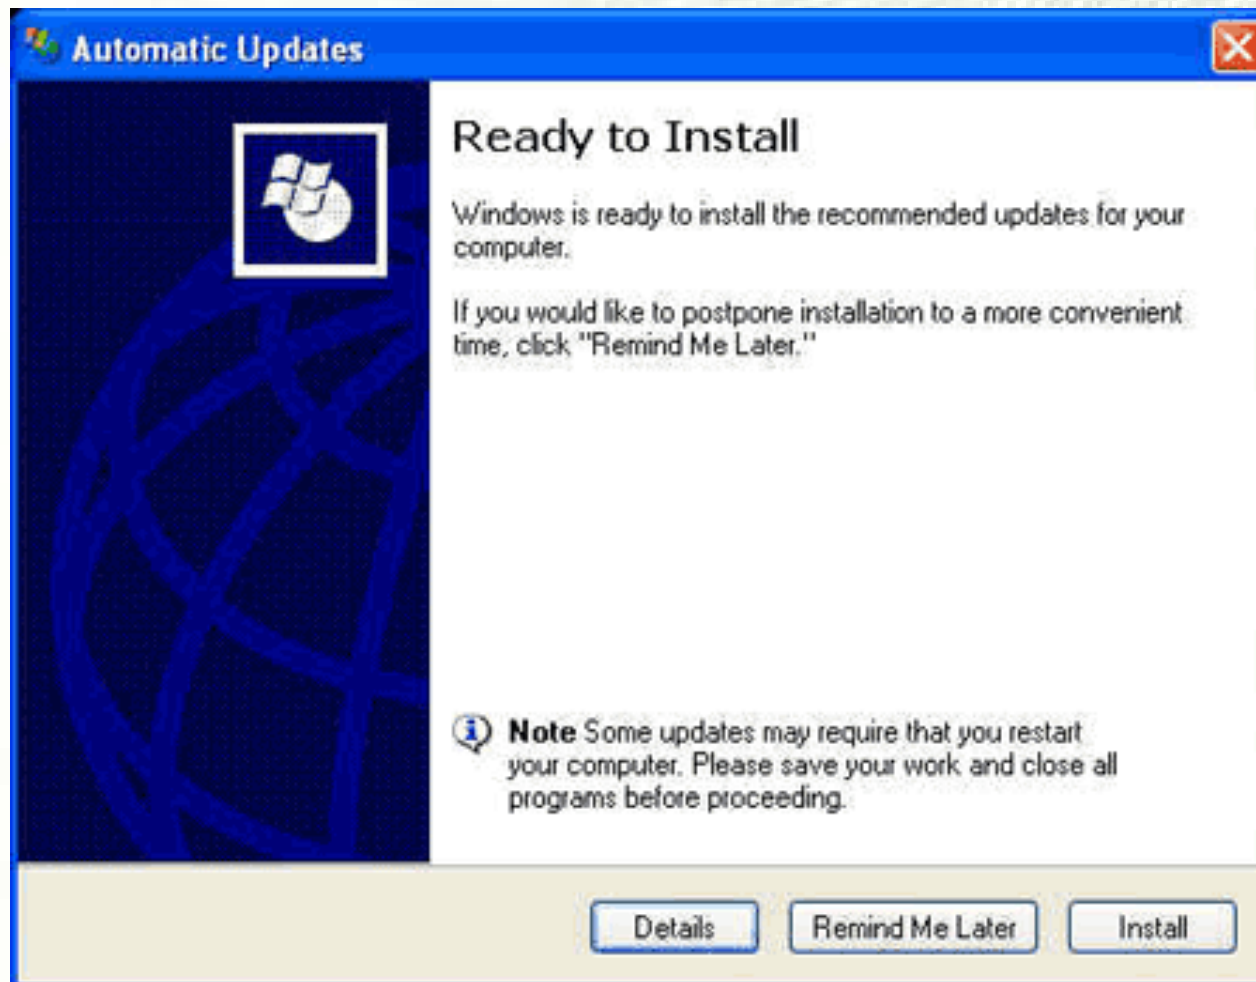 Automatic Updates
Ready to Install
Windows is ready to install the recommended updates for your
computer.
If you would like to postpone installation to a more convenient
time, click "Remind Me Later."
Note Some updates may require that you restart
your computer. Please save your work and close all
programs before proceeding.
Details
Remind Me Later
Install